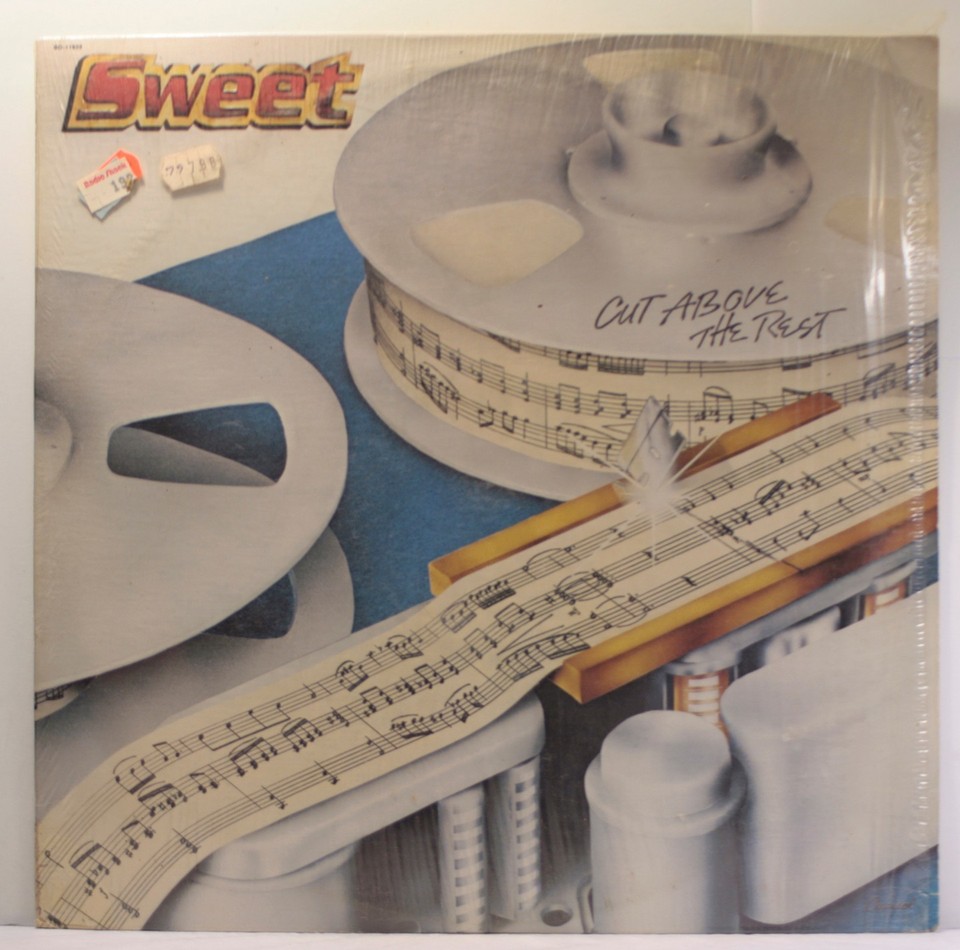 Sweet
CUT ABOVE
THE REST